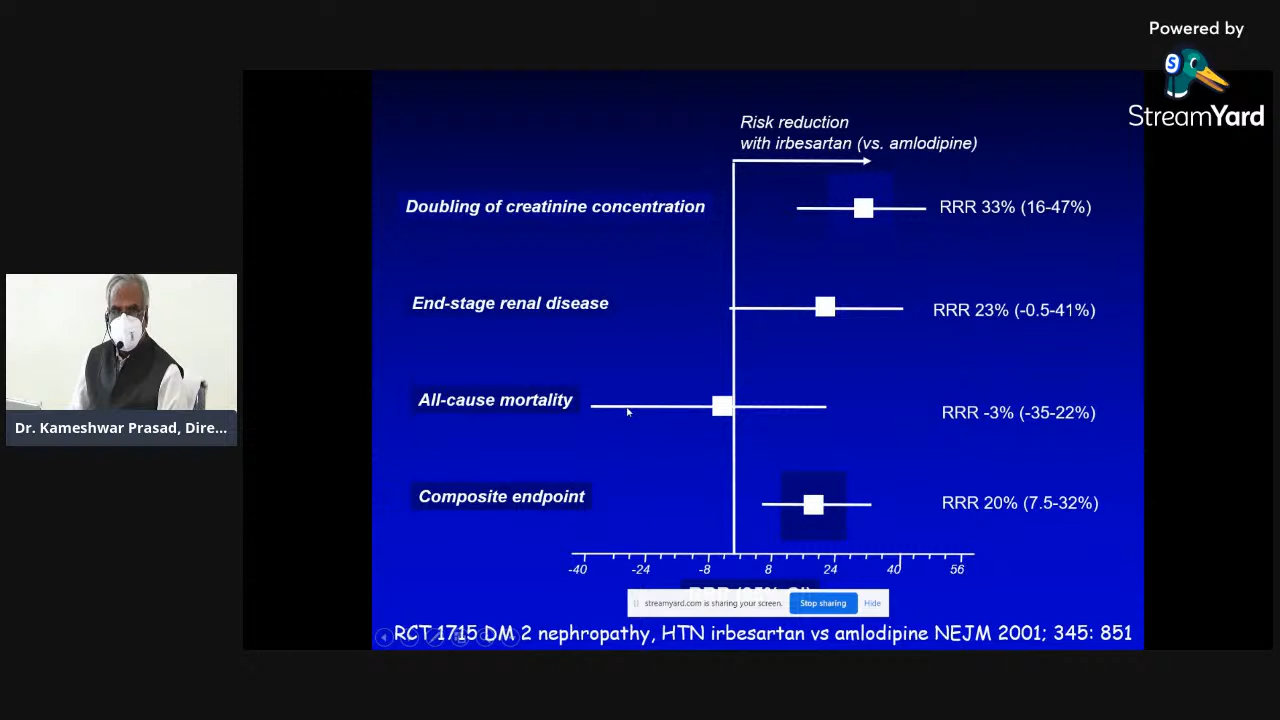 Powered by
StreamYard
Risk reduction
with irbesartan (vs. amlodipine)
Doubling of creatinine concentration
RRR 33% (16-47%)
End-stage renal disease
RRR 23% (-0.5-41%)
All-cause mortality
RRR -3% (-35-22%)
Dr. Kameshwar Prasad, Dire...
Composite endpoint
RRR 20% (7.5-32%)
-40 -24 -8 8 24 40 56
streamyard.com is sharing your screen. Stop sharing Hide
RCT 1715 DM 2 nephropathy, HTN irbesartan vs amlodipine NEJM 2001; 345: 851